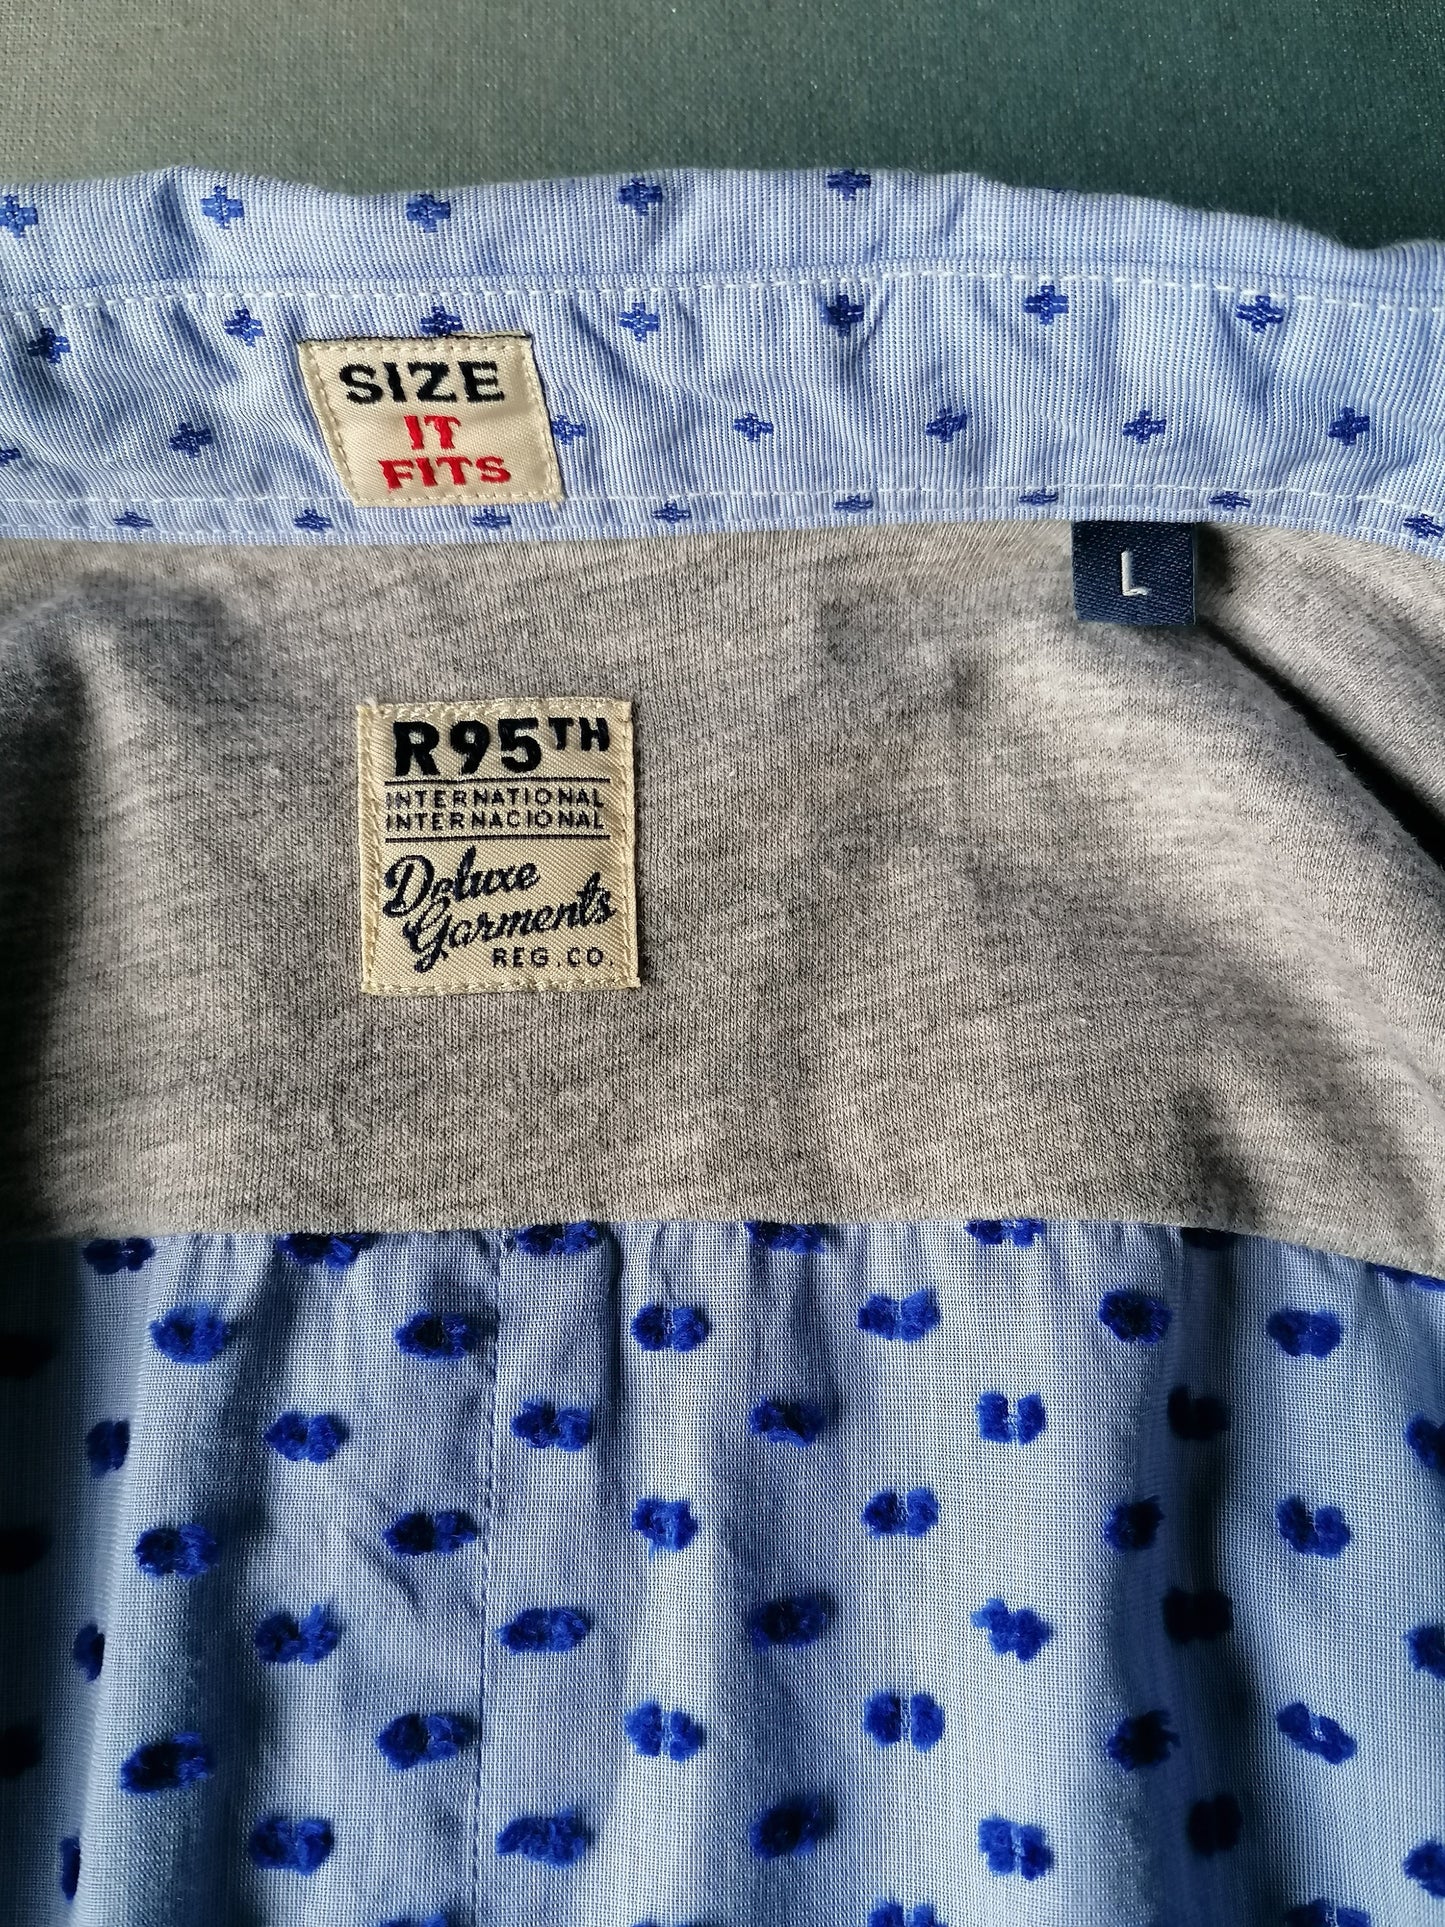 SIZE
IT
FITS
L
R95TH
INTERNATIONAL
INTERNACIONAL
Deluxe
Garments
REG.CO.